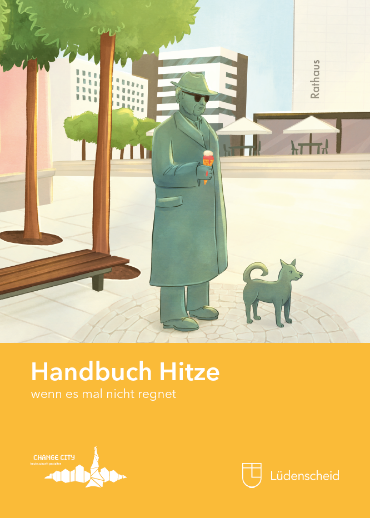 Rathaus
Handbuch Hitze
wenn es mal nicht regnet
CHANGE CITY
Lüdenscheid